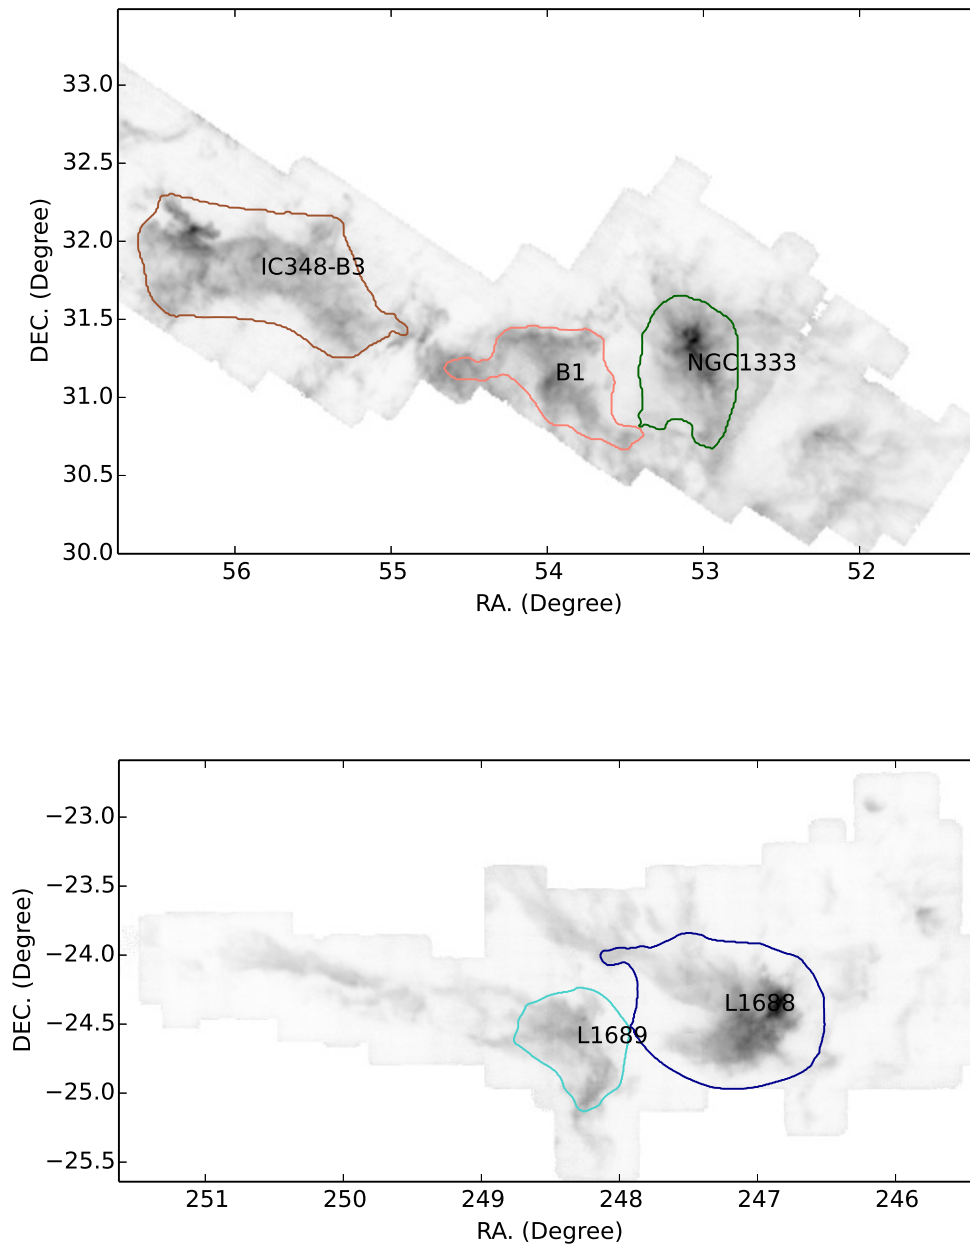 33.0
32.5
32.0
31.5
31.0
30.5
30.0
DEC. (Degree)
IC348-B3
B1
NGC1333
56 55 54 53 52
RA. (Degree)
−23.0
−23.5
−24.0
−24.5
−25.0
−25.5
DEC. (Degree)
L1688
L1689
251 250 249 248 247 246
RA. (Degree)